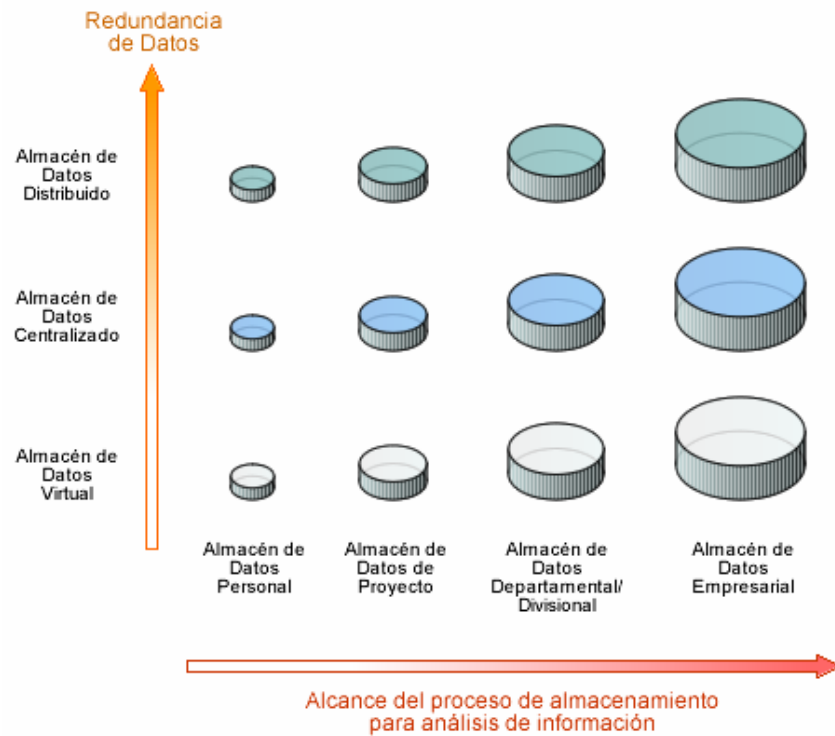 Redundancia
de Datos
Almacén de
Datos
Distribuido
Almacén de
Datos
Centralizado
Almacén de
Datos
Virtual
Almacén de
Datos
Personal
Almacén de
Datos de
Proyecto
Almacén de
Datos
Departamental/
Divisional
Almacén de
Datos
Empresarial
Alcance del proceso de almacenamiento
para análisis de información